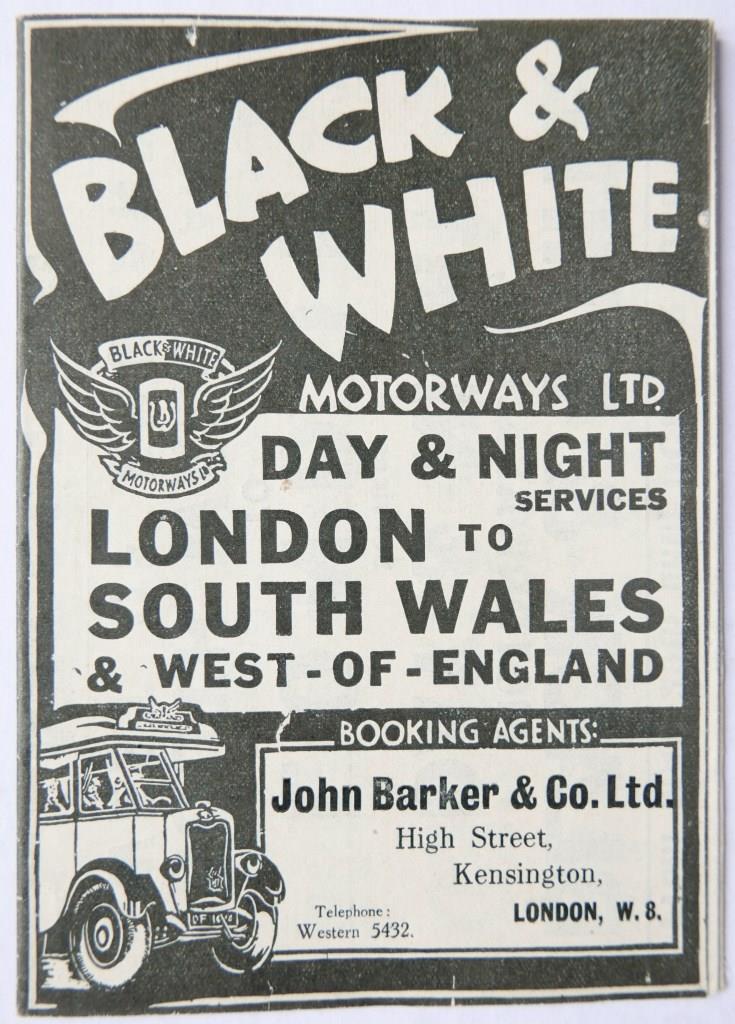 BLACK &
WHITE
MOTORWAYS LTD.
BLACK & WHITE
MOTORWAYS LD
DAY & NIGHT
SERVICES
LONDON TO
SOUTH WALES
& WEST-OF-ENGLAND
BOOKING AGENTS:
John Barker & Co. Ltd.
High Street,
Kensington,
LONDON, W. 8.
Telephone:
Western 5432.